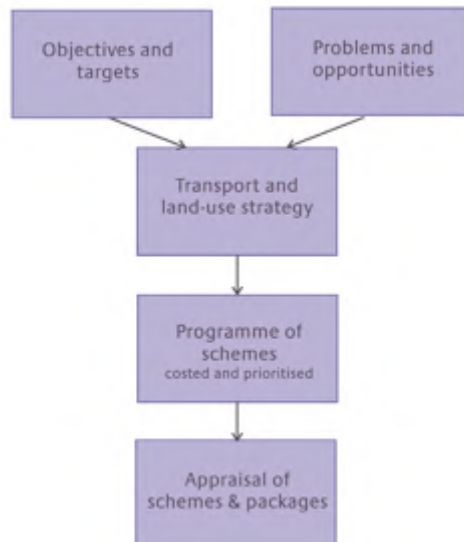 Objectives and
targets
Problems and
opportunities
Transport and
land-use strategy
Programme of
schemes
costed and prioritised
Appraisal of
schemes & packages